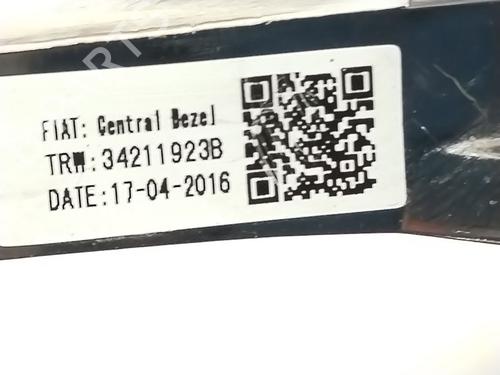 FIAT: Central Bezel
TRW:34211923B
DATE:17-04-2016